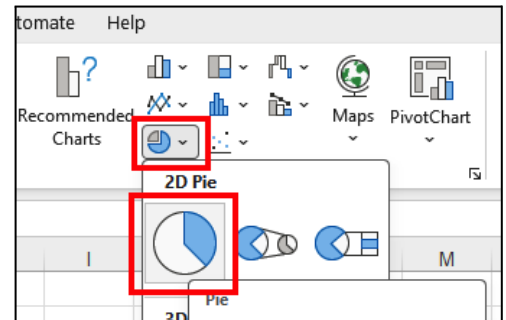 tomate Help
Recommended
Charts
Maps
PivotChart
2D Pie
I
M
Pie
3D